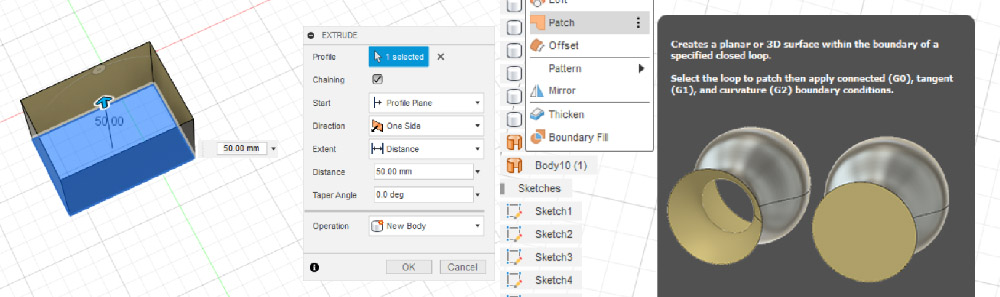 50.00
50.00 mm
EXTRUDE
Profile
1 selected
Chaining
Start
Profile Plane
Direction
One Side
Extent
Distance
Distance
50.00 mm
Taper Angle
0.0 deg
Operation
New Body
OK
Cancel
Loft
Patch
Offset
Pattern
Mirror
Thicken
Boundary Fill
Body10 (1)
Sketches
Sketch1
Sketch2
Sketch3
Sketch4
Creates a planar or 3D surface within the boundary of a
specified closed loop.
Select the loop to patch then apply connected (G0), tangent
(G1), and curvature (G2) boundary conditions.